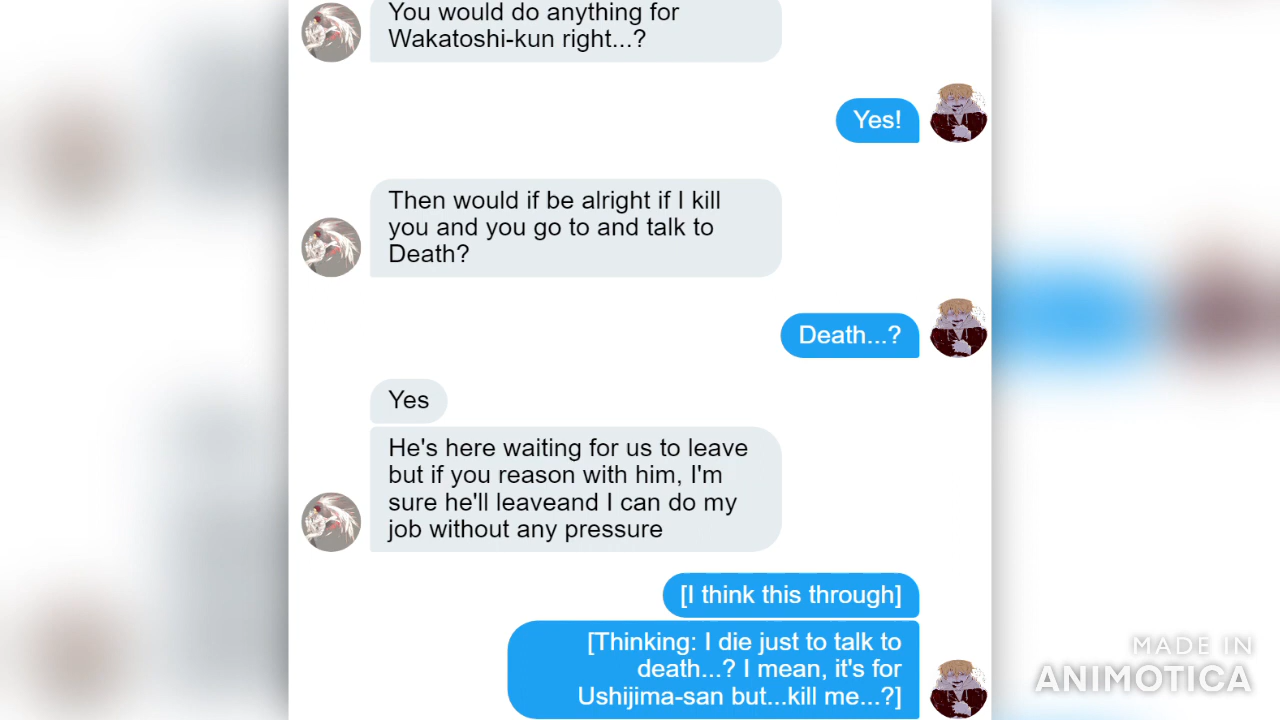 You would do anything for
Wakatoshi-kun right...?
Yes!
Then would if be alright if I kill
you and you go to and talk to
Death?
Death...?
Yes
He's here waiting for us to leave
but if you reason with him, I'm
sure he'll leaveand I can do my
job without any pressure
[I think this through]
[Thinking: I die just to talk to
death...? I mean, it's for
Ushijima-san but...kill me...?]
MADE IN
ANIMOTICA